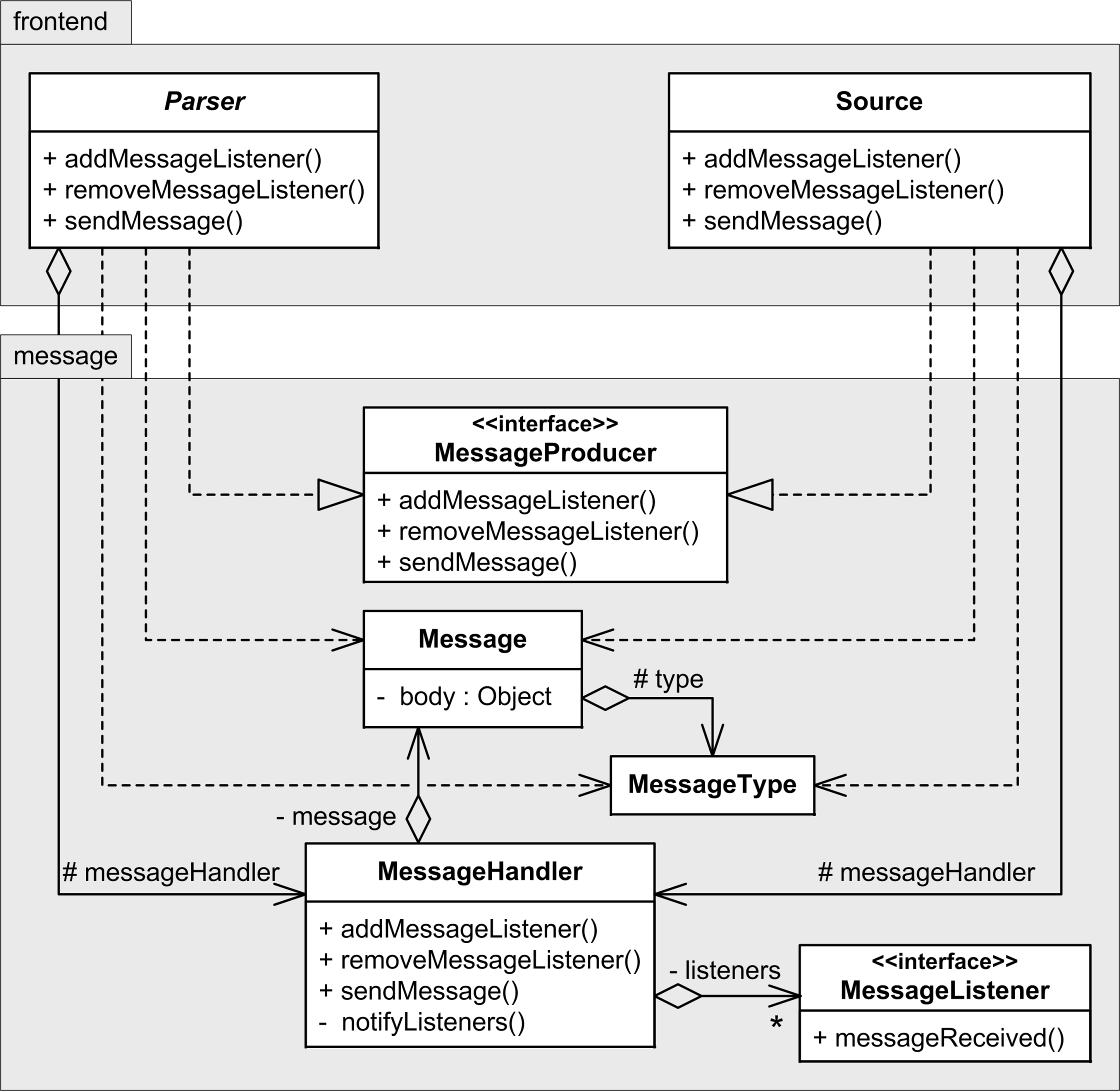 frontend
Parser
+ addMessageListener()
+ removeMessageListener()
+ sendMessage()
Source
+ addMessageListener()
+ removeMessageListener()
+ sendMessage()
message
<<interface>>
MessageProducer
+ addMessageListener()
+ removeMessageListener()
+ sendMessage()
Message
- body : Object
# type
MessageType
- message
# messageHandler
MessageHandler
+ addMessageListener()
+ removeMessageListener()
+ sendMessage()
- notifyListeners()
# messageHandler
- listeners
*
<<interface>>
MessageListener
+ messageReceived()